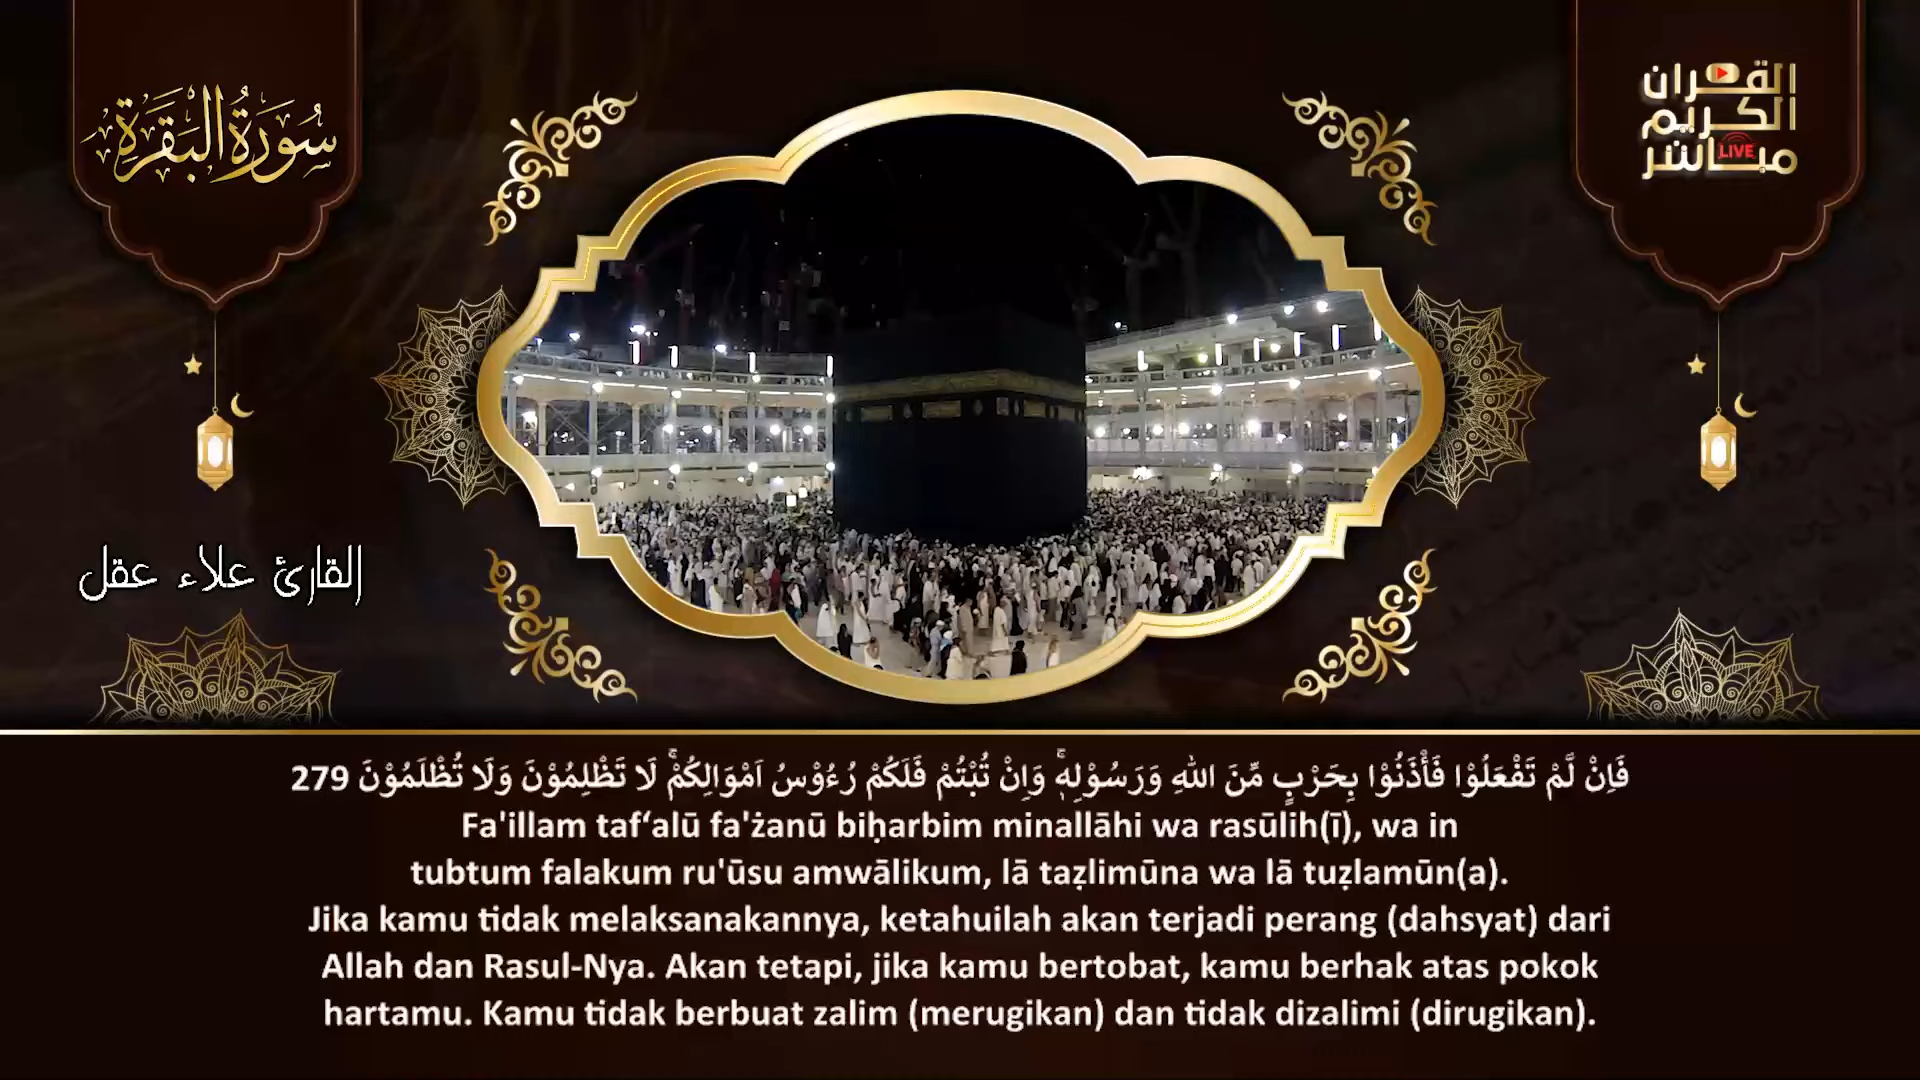 سُورَةُ البَقَرَةِ
القرآن
الكريم
مباشر
LIVE
القارئ علاء عقل
فَاِنْ لَّمْ تَفْعَلُوْا فَأْذَنُوْا بِحَرْبٍ مِّنَ اللّٰهِ وَرَسُوْلِهٖۚ وَاِنْ تُبْتُمْ فَلَكُمْ رُءُوْسُ اَمْوَالِكُمْۚ لَا تَظْلِمُوْنَ وَلَا تُظْلَمُوْنَ 279
Fa'illam taf‘alū fa'żanū biḥarbim minallāhi wa rasūlih(ī), wa in
tubtum falakum ru'ūsu amwālikum, lā taẓlimūna wa lā tuẓlamūn(a).
Jika kamu tidak melaksanakannya, ketahuilah akan terjadi perang (dahsyat) dari
Allah dan Rasul-Nya. Akan tetapi, jika kamu bertobat, kamu berhak atas pokok
hartamu. Kamu tidak berbuat zalim (merugikan) dan tidak dizalimi (dirugikan).